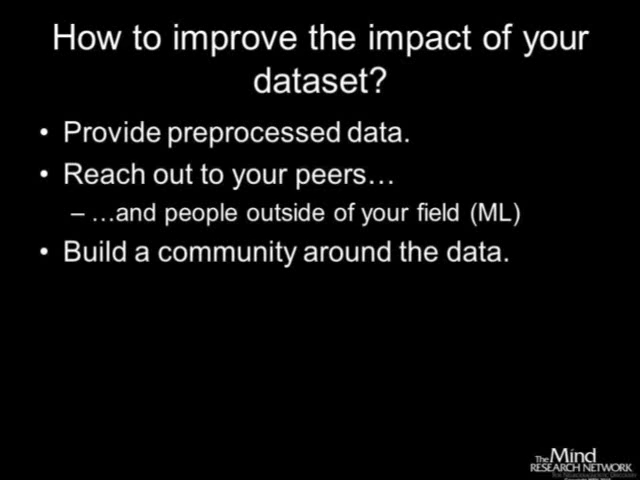 How to improve the impact of your
dataset?
• Provide preprocessed data.
• Reach out to your peers…
– …and people outside of your field (ML)
• Build a community around the data.
The Mind
RESEARCH NETWORK